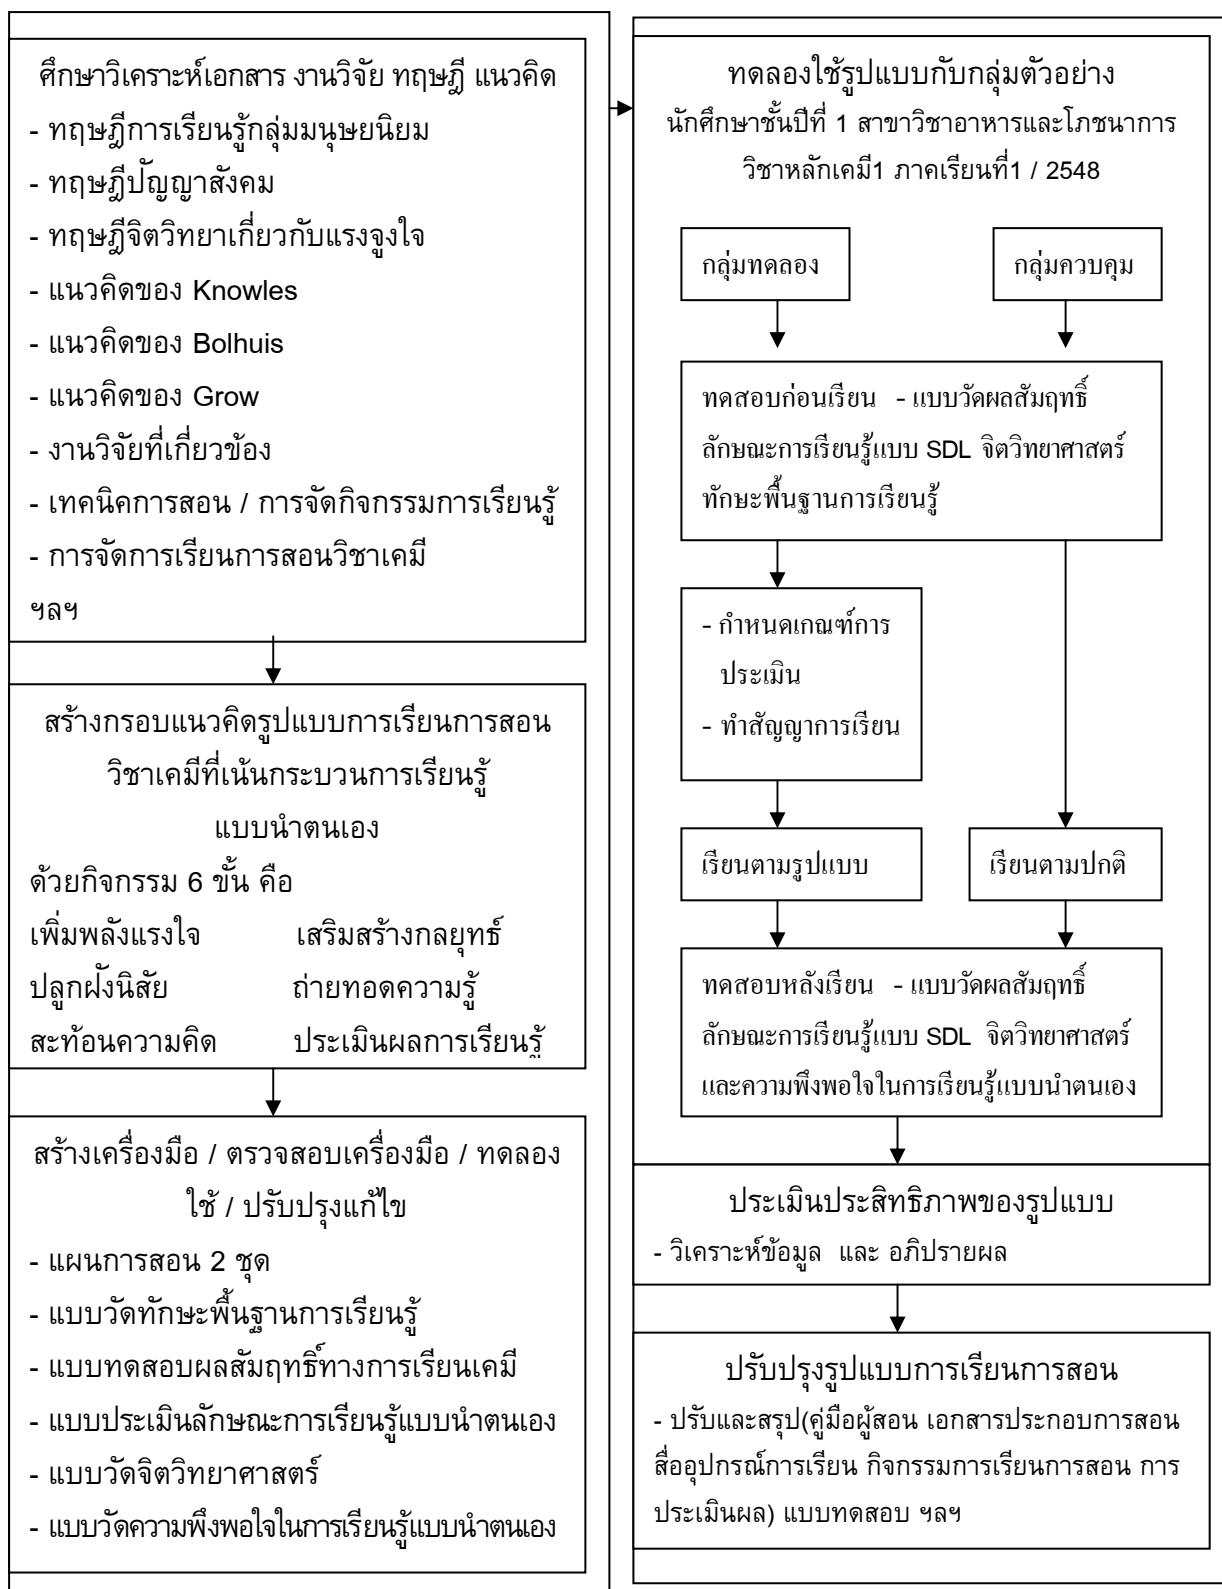 ศึกษาวิเคราะห์เอกสาร งานวิจัย ทฤษฎี แนวคิด
- ทฤษฎีการเรียนรู้กลุ่มมนุษยนิยม
- ทฤษฎีปัญญาสังคม
- ทฤษฎีจิตวิทยาเกี่ยวกับแรงจูงใจ
- แนวคิดของ Knowles
- แนวคิดของ Bolhuis
- แนวคิดของ Grow
- งานวิจัยที่เกี่ยวข้อง
- เทคนิคการสอน / การจัดกิจกรรมการเรียนรู้
- การจัดการเรียนการสอนวิชาเคมี
ฯลฯ
สร้างกรอบแนวคิดรูปแบบการเรียนการสอน
วิชาเคมีที่เน้นกระบวนการเรียนรู้
แบบนำตนเอง
ด้วยกิจกรรม 6 ขั้น คือ
เพิ่มพลังแรงใจ เสริมสร้างกลยุทธ์
ปลูกฝังนิสัย ถ่ายทอดความรู้
สะท้อนความคิด ประเมินผลการเรียนรู้
สร้างเครื่องมือ / ตรวจสอบเครื่องมือ / ทดลอง
ใช้ / ปรับปรุงแก้ไข
- แผนการสอน 2 ชุด
- แบบวัดทักษะพื้นฐานการเรียนรู้
- แบบทดสอบผลสัมฤทธิ์ทางการเรียนเคมี
- แบบประเมินลักษณะการเรียนรู้แบบนำตนเอง
- แบบวัดจิตวิทยาศาสตร์
- แบบวัดความพึงพอใจในการเรียนรู้แบบนำตนเอง
ทดลองใช้รูปแบบกับกลุ่มตัวอย่าง
นักศึกษาชั้นปีที่ 1 สาขาวิชาอาหารและโภชนาการ
วิชาหลักเคมี1 ภาคเรียนที่1 / 2548
กลุ่มทดลอง
กลุ่มควบคุม
ทดสอบก่อนเรียน - แบบวัดผลสัมฤทธิ์
ลักษณะการเรียนรู้แบบ SDL จิตวิทยาศาสตร์
ทักษะพื้นฐานการเรียนรู้
- กำหนดเกณฑ์การ
ประเมิน
- ทำสัญญาการเรียน
เรียนตามรูปแบบ
เรียนตามปกติ
ทดสอบหลังเรียน - แบบวัดผลสัมฤทธิ์
ลักษณะการเรียนรู้แบบ SDL จิตวิทยาศาสตร์
และความพึงพอใจในการเรียนรู้แบบนำตนเอง
ประเมินประสิทธิภาพของรูปแบบ
- วิเคราะห์ข้อมูล และ อภิปรายผล
ปรับปรุงรูปแบบการเรียนการสอน
- ปรับและสรุป(คู่มือผู้สอน เอกสารประกอบการสอน
สื่ออุปกรณ์การเรียน กิจกรรมการเรียนการสอน การ
ประเมินผล) แบบทดสอบ ฯลฯ